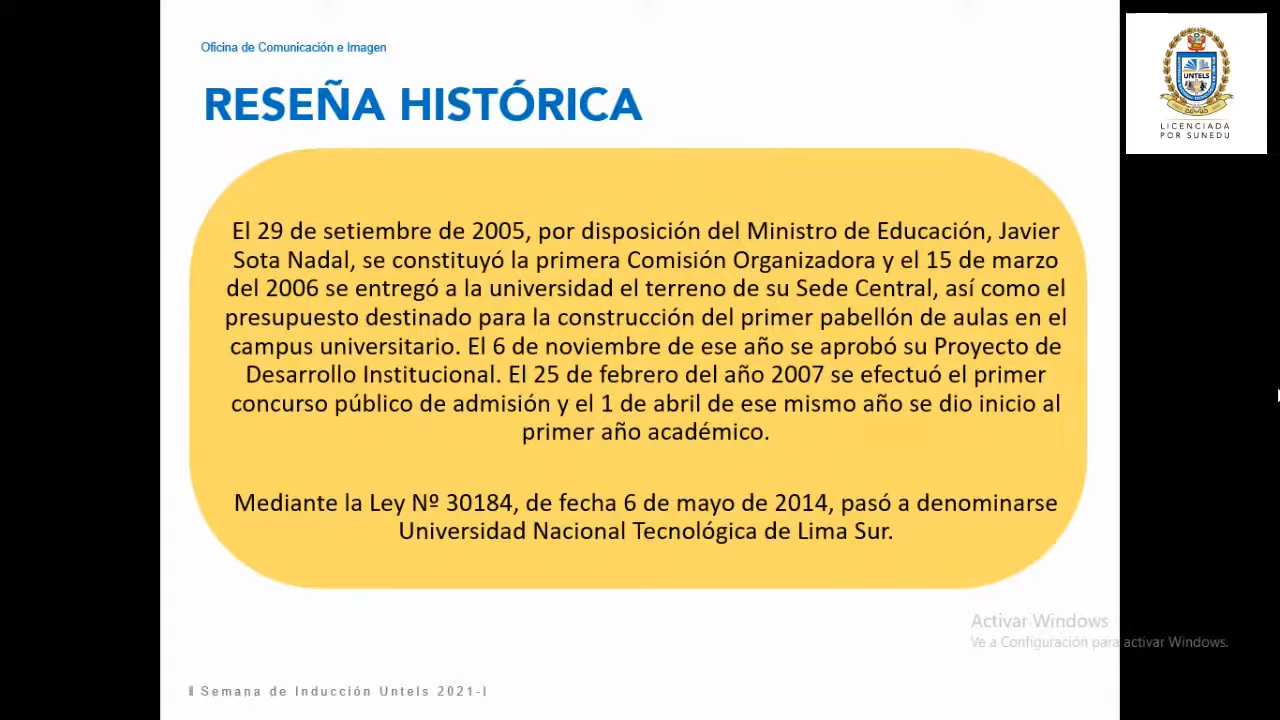 Oficina de Comunicación e Imagen
RESEÑA HISTÓRICA
UNTELS
LICENCIADA
POR SUNEDU
El 29 de setiembre de 2005, por disposición del Ministro de Educación, Javier
Sota Nadal, se constituyó la primera Comisión Organizadora y el 15 de marzo
del 2006 se entregó a la universidad el terreno de su Sede Central, así como el
presupuesto destinado para la construcción del primer pabellón de aulas en el
campus universitario. El 6 de noviembre de ese año se aprobó su Proyecto de
Desarrollo Institucional. El 25 de febrero del año 2007 se efectuó el primer
concurso público de admisión y el 1 de abril de ese mismo año se dio inicio al
primer año académico.
Mediante la Ley Nº 30184, de fecha 6 de mayo de 2014, pasó a denominarse
Universidad Nacional Tecnológica de Lima Sur.
Activar Windows
Ve a Configuración para activar Windows.
Semana de Inducción Untels 2021-I